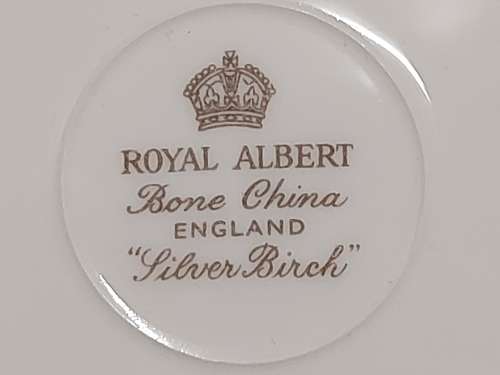 ROYAL ALBERT
Bone China
ENGLAND
"Silver Birch"